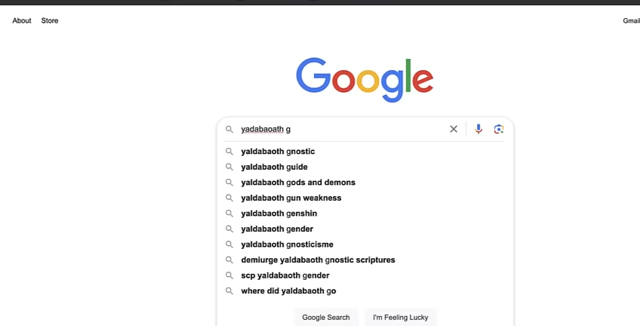 About Store Gmail
Google
yadabaoath g
yaldabaoth gnostic
yaldabaoth guide
yaldabaoth gods and demons
yaldabaoth gun weakness
yaldabaoth genshin
yaldabaoth gender
yaldabaoth gnosticisme
demiurge yaldabaoth gnostic scriptures
scp yaldabaoth gender
where did yaldabaoth go
Google Search I'm Feeling Lucky